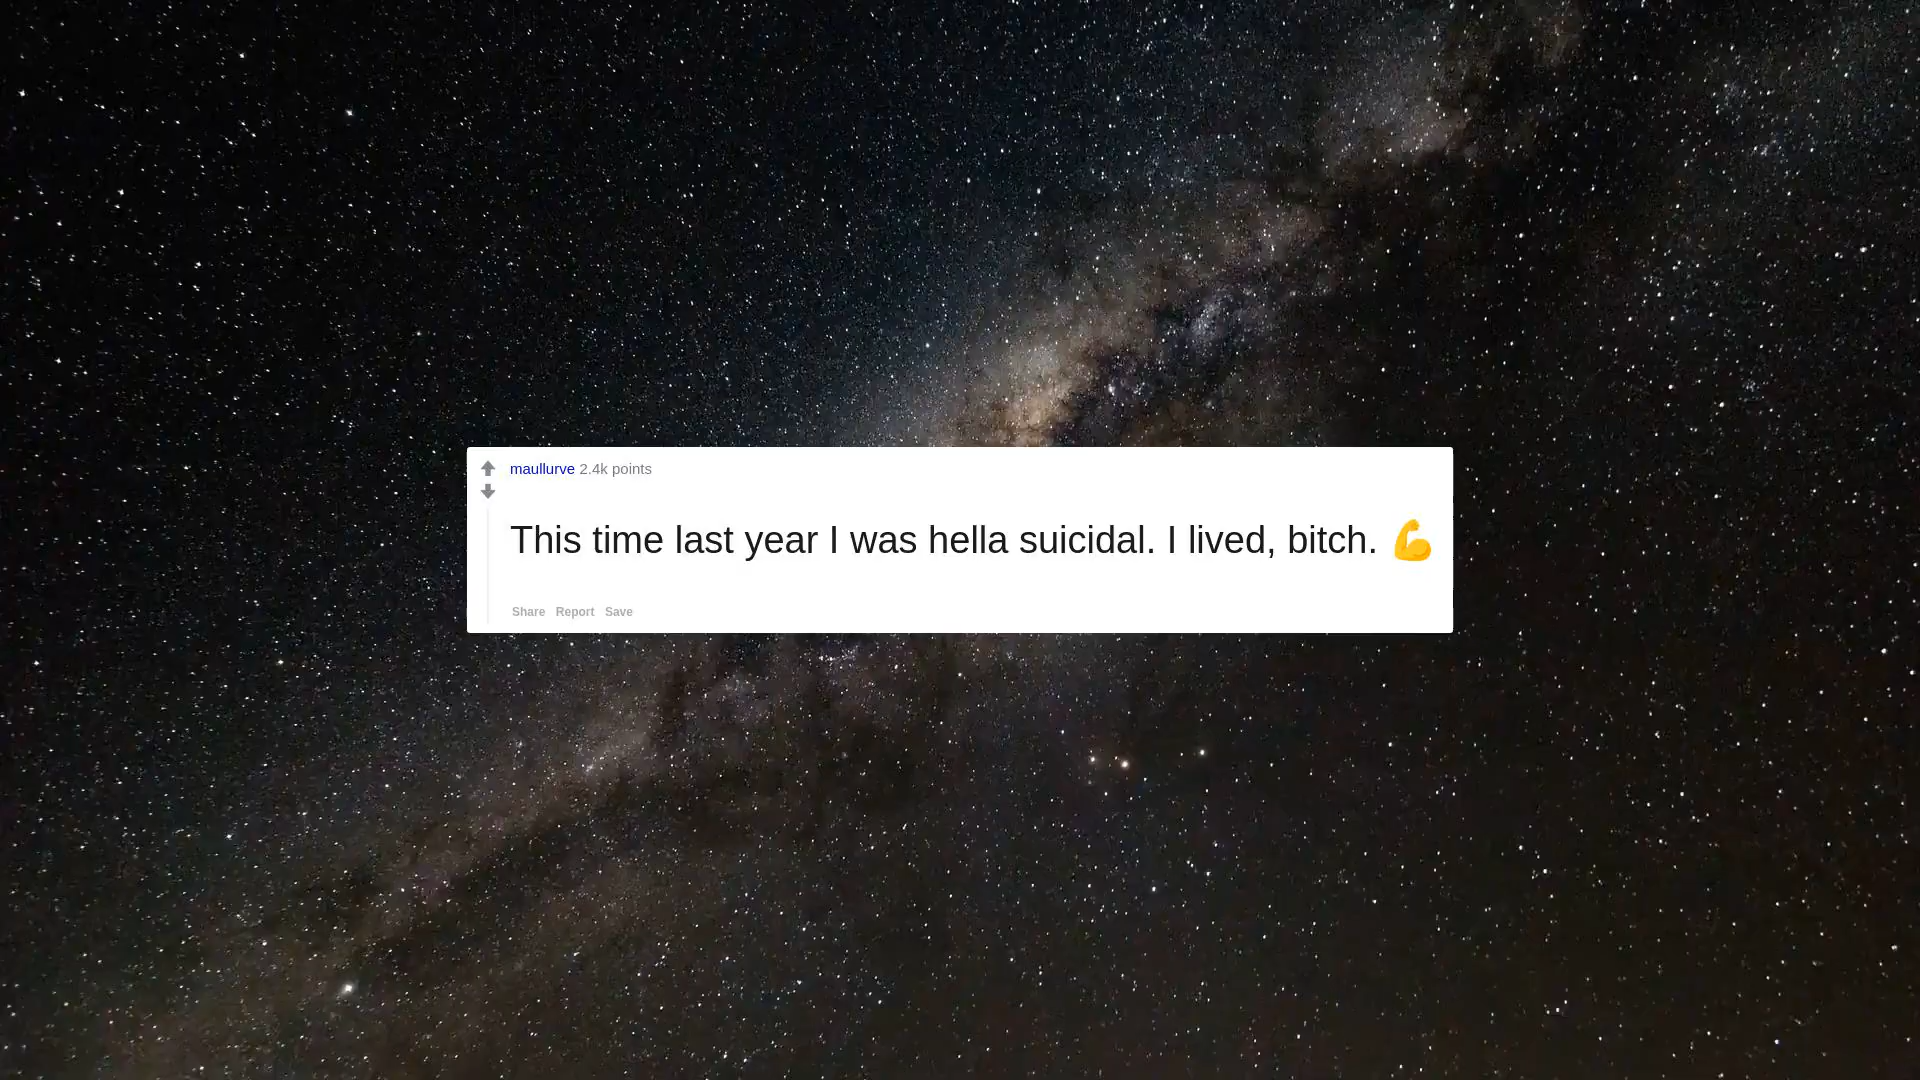 maullurve 2.4k points
This time last year I was hella suicidal. I lived, bitch. 💪
Share Report Save